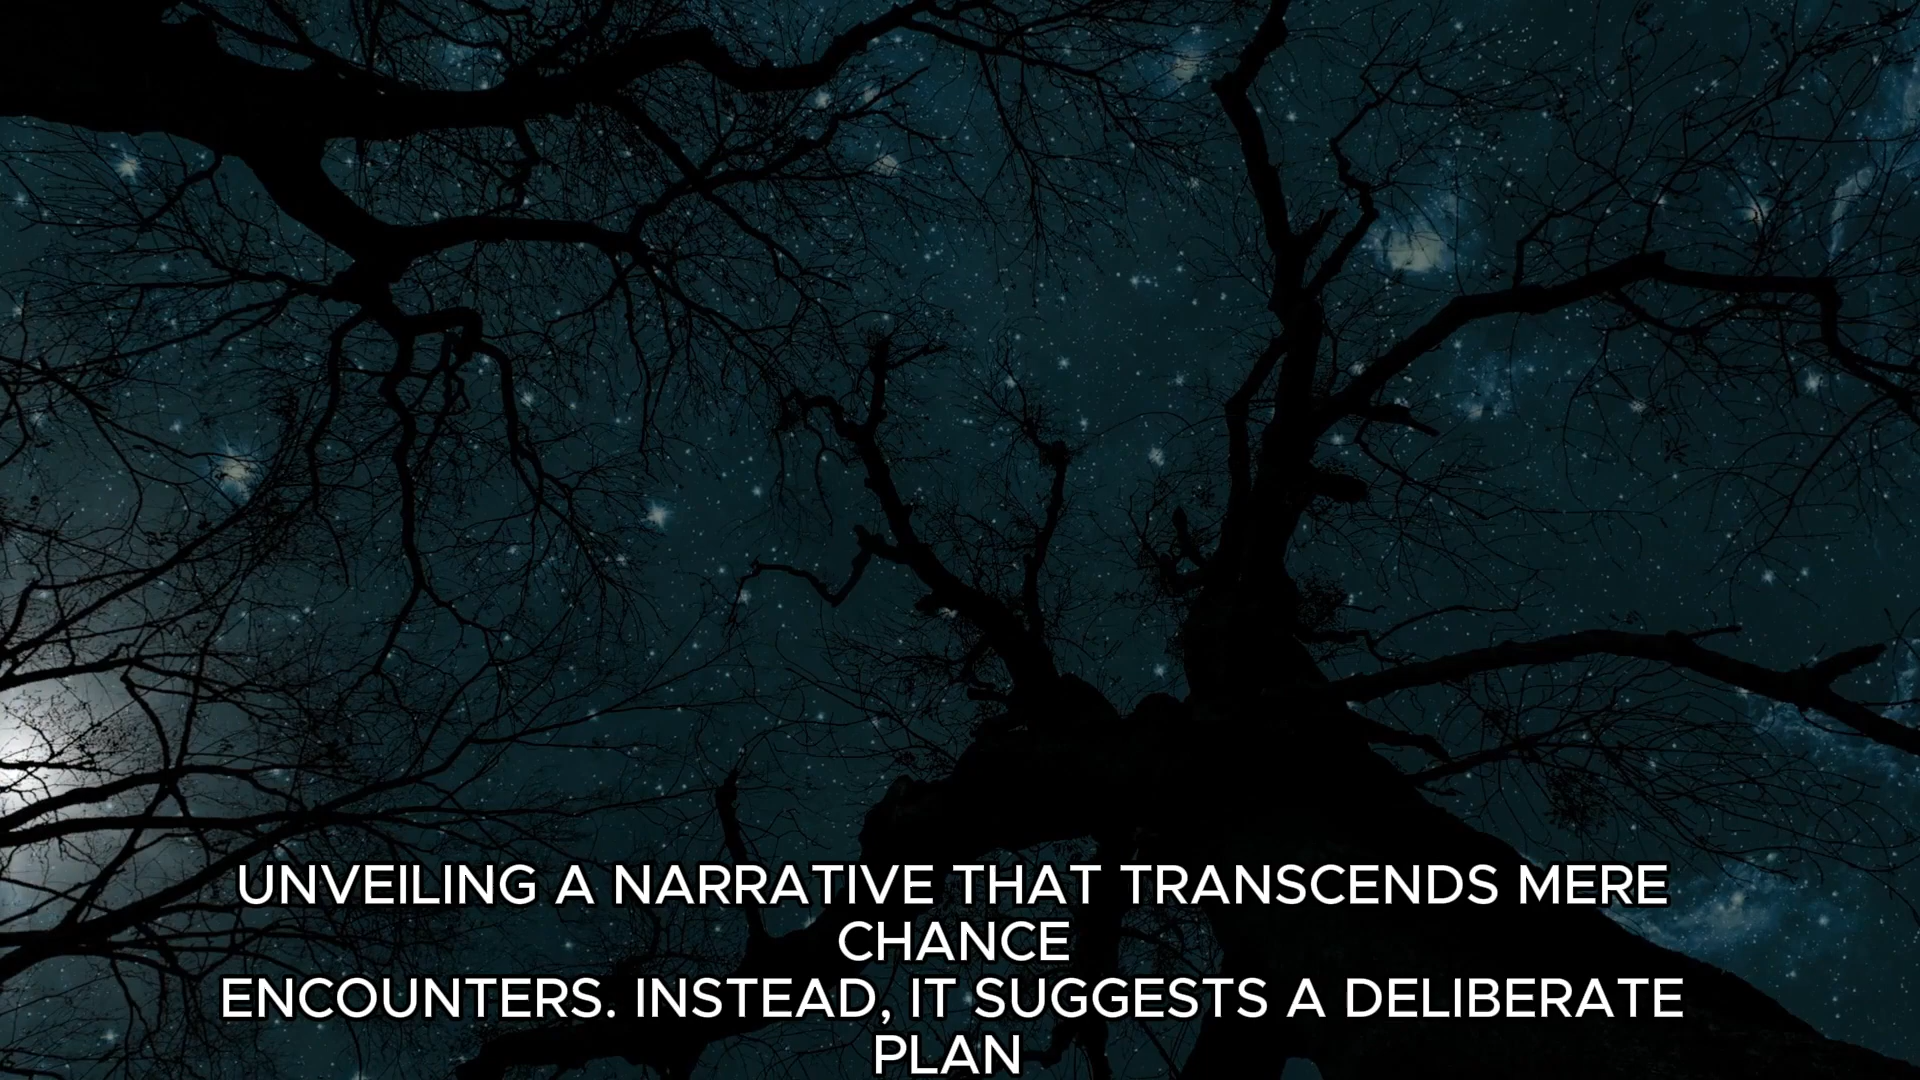 UNVEILING A NARRATIVE THAT TRANSCENDS MERE
CHANCE
ENCOUNTERS. INSTEAD, IT SUGGESTS A DELIBERATE
PLAN